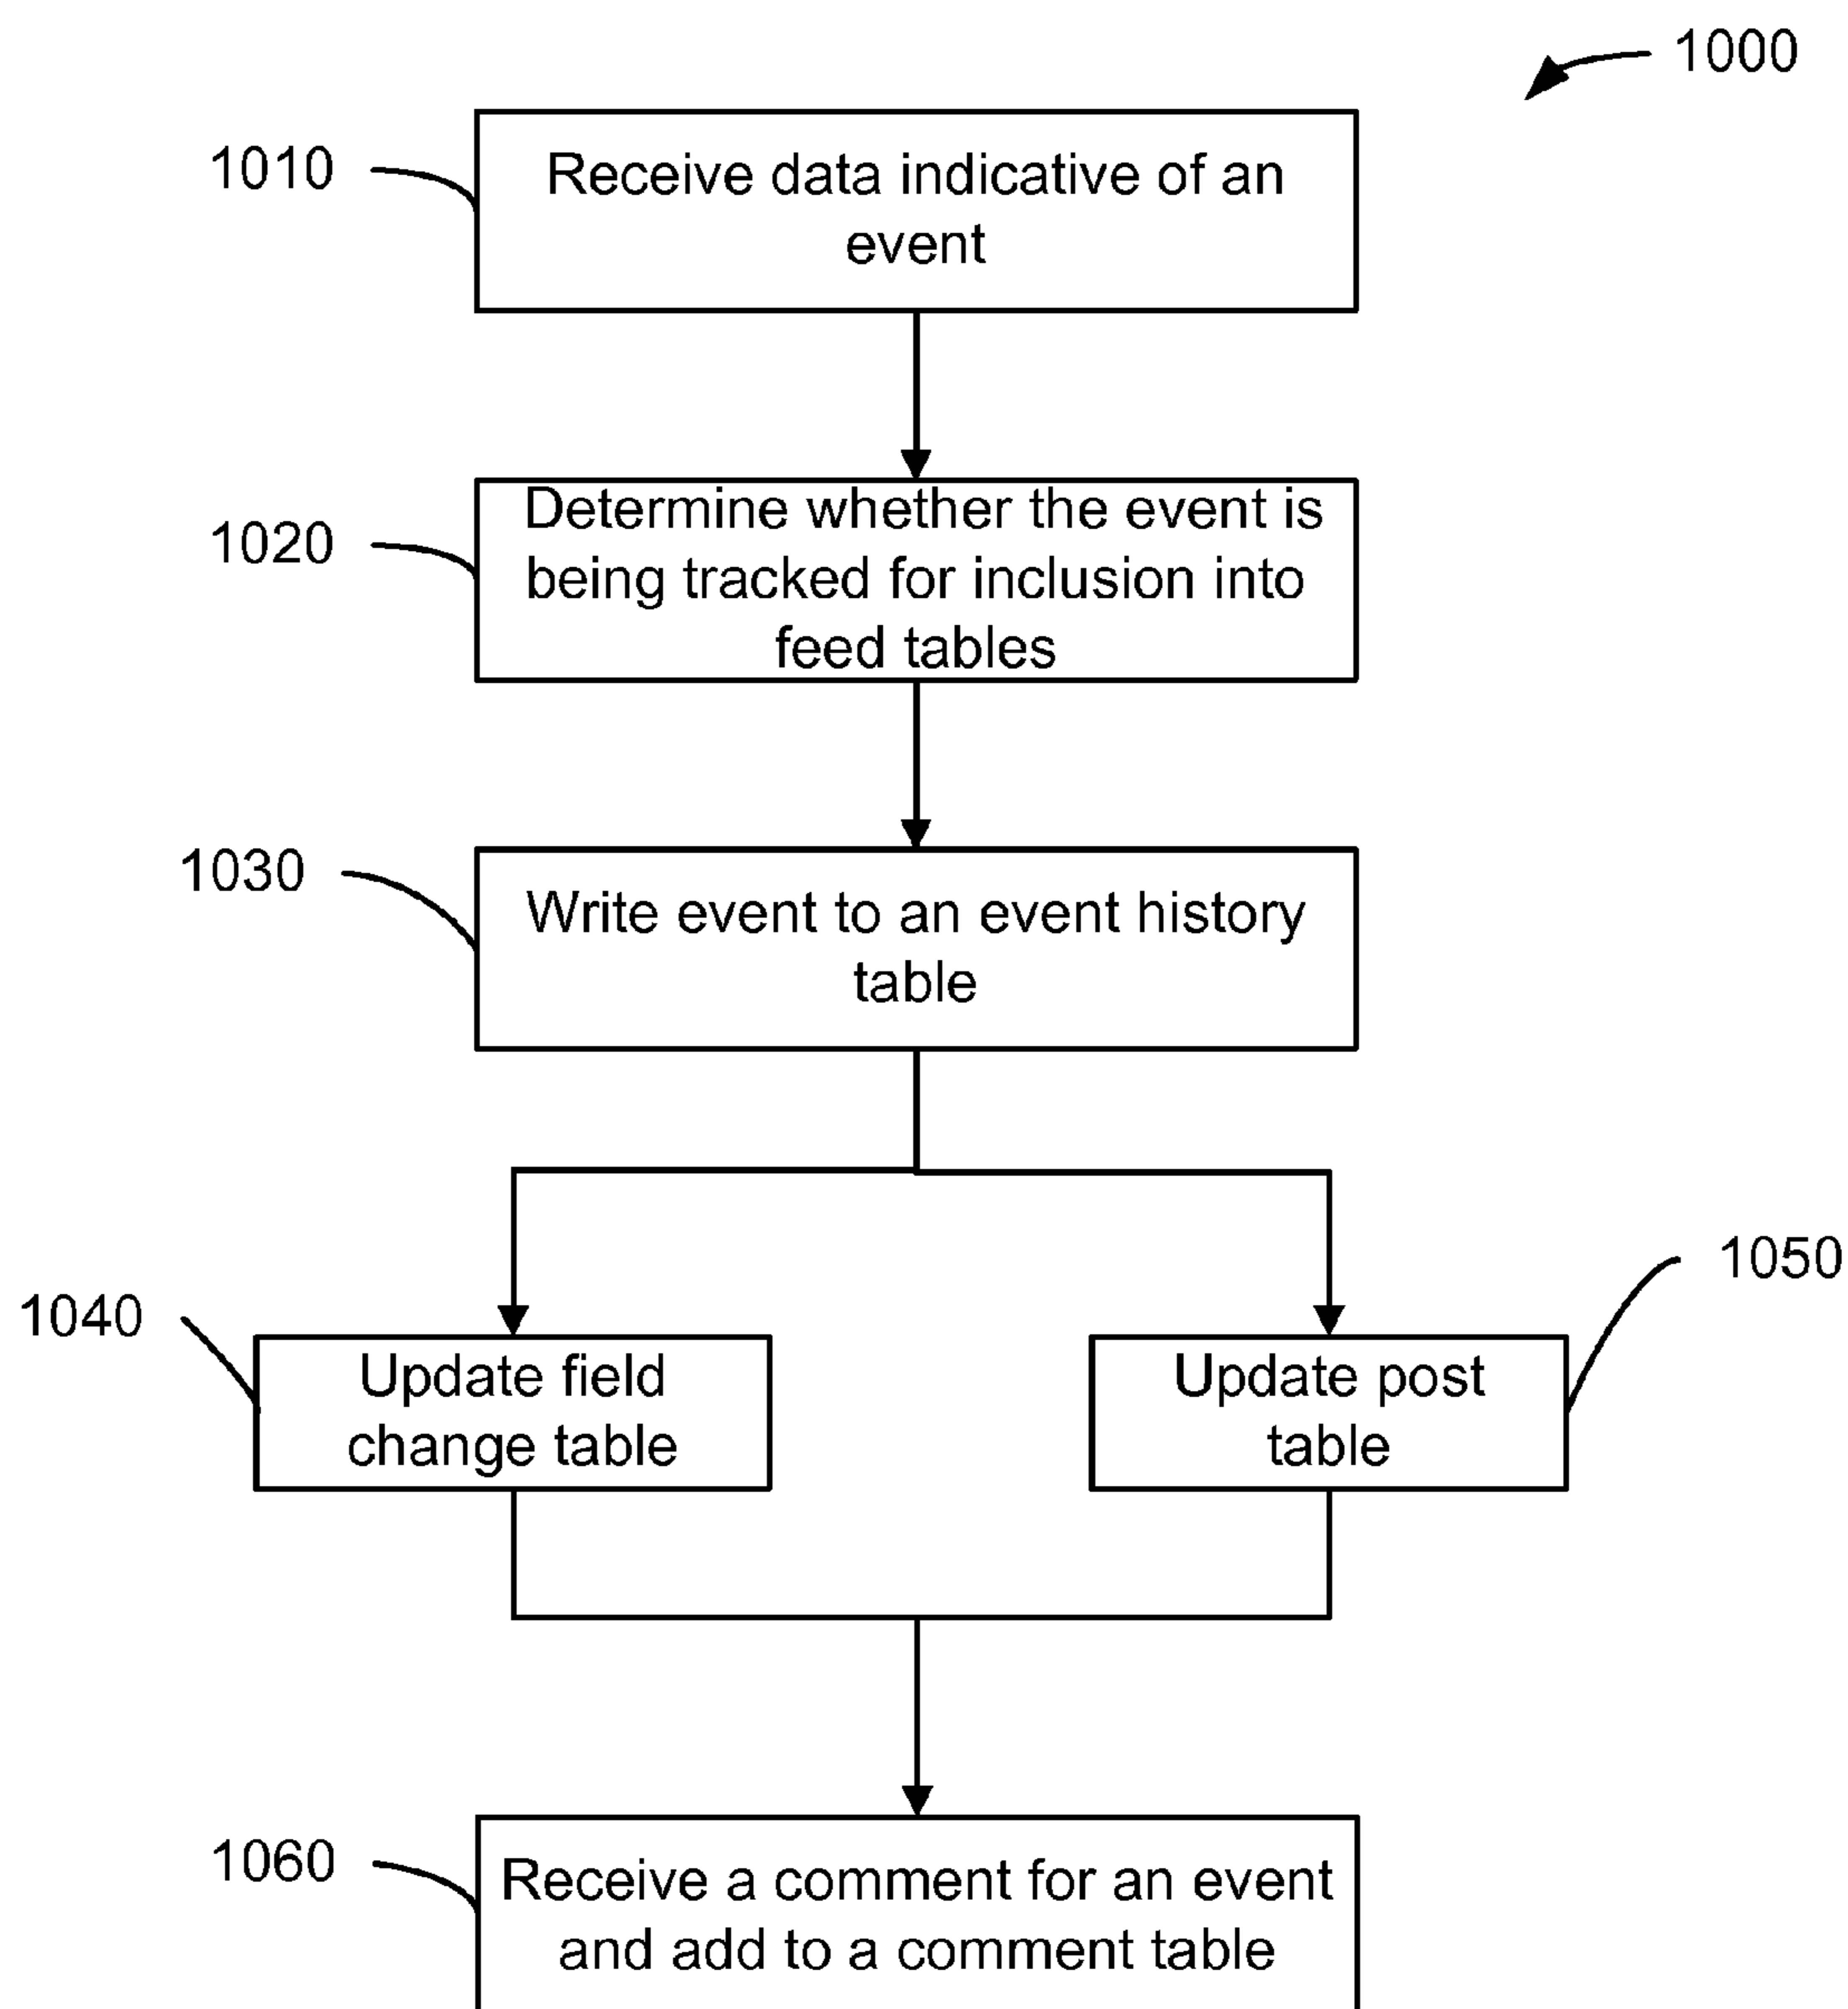 1000
1010
Receive data indicative of an
event
1020
Determine whether the event is
being tracked for inclusion into
feed tables
1030
Write event to an event history
table
1040
Update field
change table
1050
Update post
table
1060
Receive a comment for an event
and add to a comment table